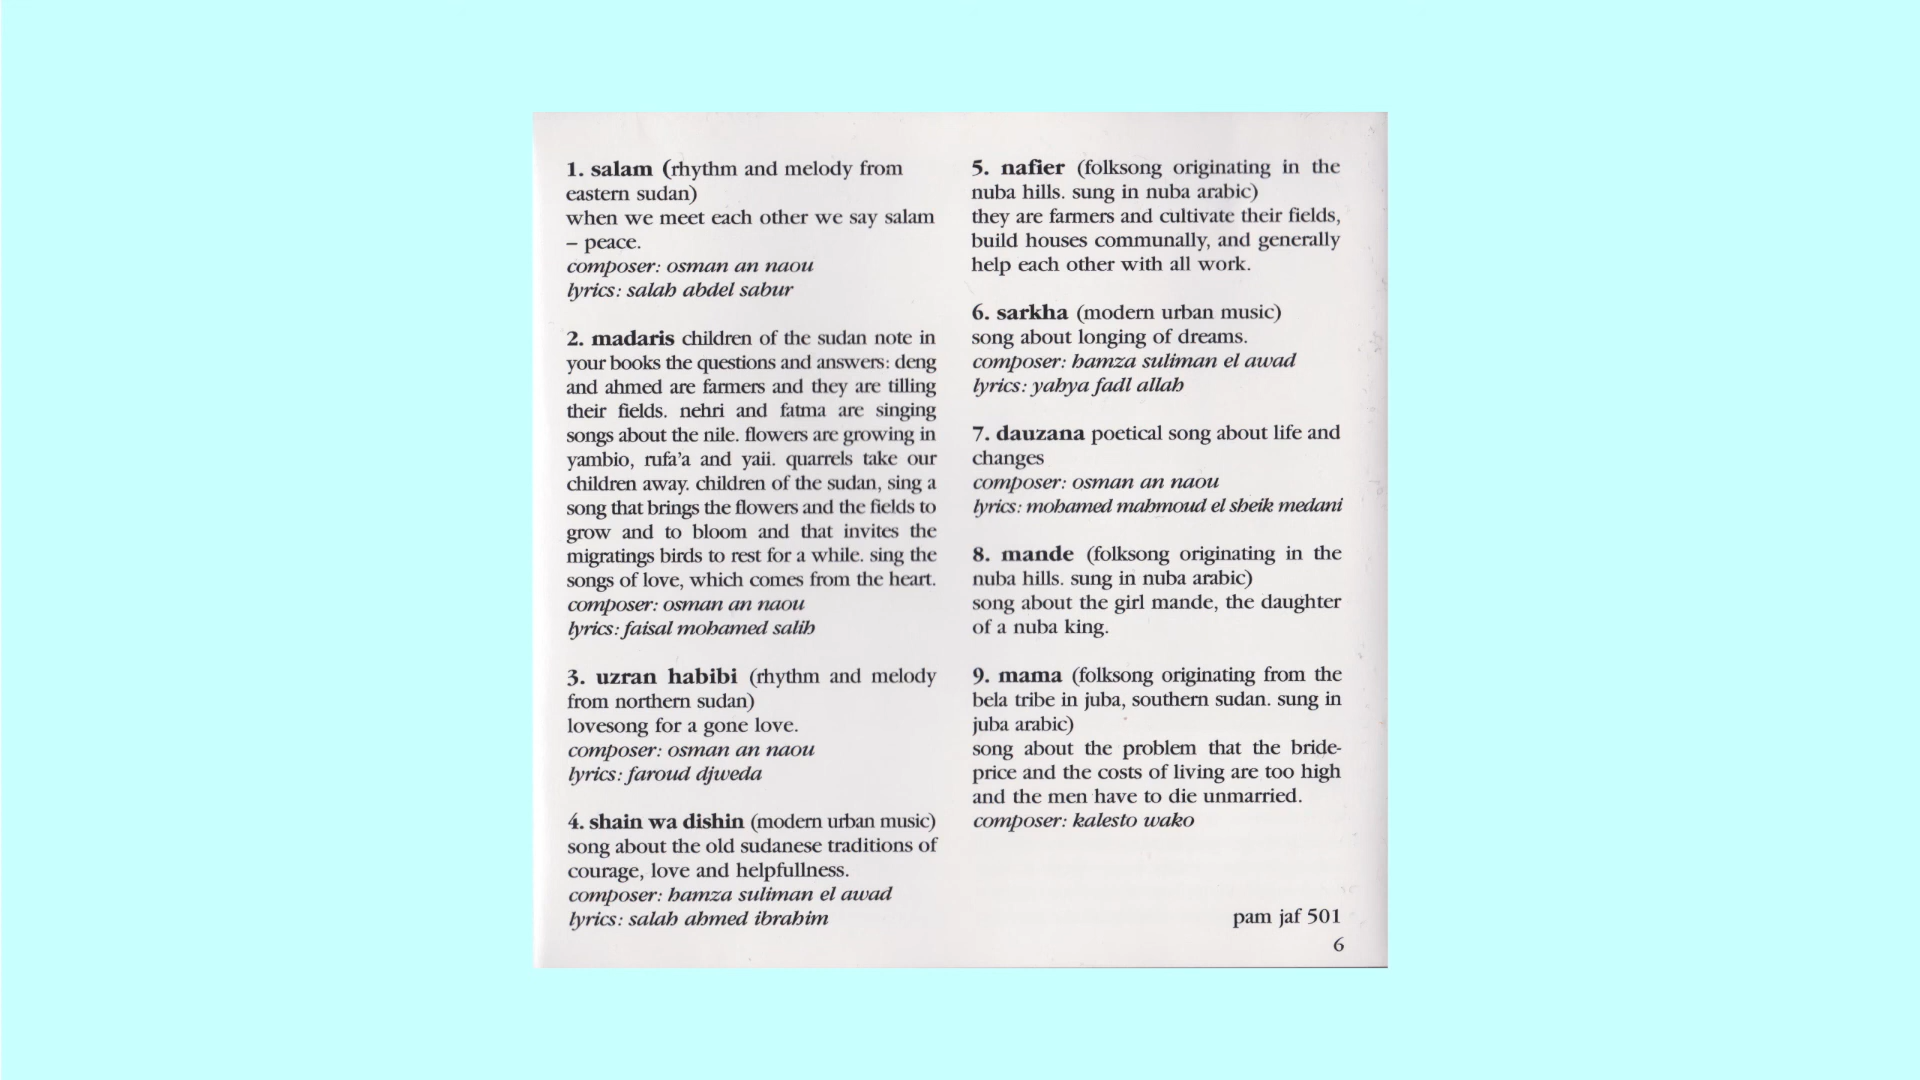 1. salam (rhythm and melody from
eastern sudan)
when we meet each other we say salam
– peace.
composer: osman an naou
lyrics: salah abdel sabur
2. madaris children of the sudan note in
your books the questions and answers: deng
and ahmed are farmers and they are tilling
their fields. nehri and fatma are singing
songs about the nile. flowers are growing in
yambio, rufa'a and yaii. quarrels take our
children away. children of the sudan, sing a
song that brings the flowers and the fields to
grow and to bloom and that invites the
migratings birds to rest for a while. sing the
songs of love, which comes from the heart.
composer: osman an naou
lyrics: faisal mohamed salih
3. uzran habibi (rhythm and melody
from northern sudan)
lovesong for a gone love.
composer: osman an naou
lyrics: faroud djweda
4. shain wa dishin (modern urban music)
song about the old sudanese traditions of
courage, love and helpfullness.
composer: hamza suliman el awad
lyrics: salah ahmed ibrahim
5. nafier (folksong originating in the
nuba hills. sung in nuba arabic)
they are farmers and cultivate their fields,
build houses communally, and generally
help each other with all work.
6. sarkha (modern urban music)
song about longing of dreams.
composer: hamza suliman el awad
lyrics: yahya fadl allah
7. dauzana poetical song about life and
changes
composer: osman an naou
lyrics: mohamed mahmoud el sheik medani
8. mande (folksong originating in the
nuba hills. sung in nuba arabic)
song about the girl mande, the daughter
of a nuba king.
9. mama (folksong originating from the
bela tribe in juba, southern sudan. sung in
juba arabic)
song about the problem that the bride-
price and the costs of living are too high
and the men have to die unmarried.
composer: kalesto wako
pam jaf 501
6